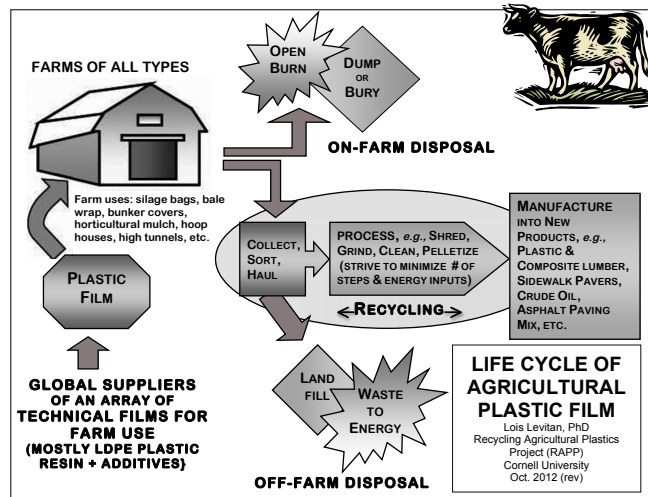 FARMS OF ALL TYPES
OPEN
BURN
DUMP
OR
BURY
ON-FARM DISPOSAL
Farm uses: silage bags, bale
wrap, bunker covers,
horticultural mulch, hoop
houses, high tunnels, etc.
PLASTIC
FILM
GLOBAL SUPPLIERS
OF AN ARRAY OF
TECHNICAL FILMS FOR
FARM USE
(MOSTLY LDPE PLASTIC
RESIN + ADDITIVES}
COLLECT,
SORT,
HAUL
PROCESS, e.g., SHRED,
GRIND, CLEAN, PELLETIZE
(STRIVE TO MINIMIZE # OF
STEPS & ENERGY INPUTS)
RECYCLING
MANUFACTURE
INTO NEW
PRODUCTS, e.g.,
PLASTIC &
COMPOSITE LUMBER,
SIDEWALK PAVERS,
CRUDE OIL,
ASPHALT PAVING
MIX, ETC.
LAND
FILL
WASTE
TO
ENERGY
OFF-FARM DISPOSAL
LIFE CYCLE OF
AGRICULTURAL
PLASTIC FILM
Lois Levitan, PhD
Recycling Agricultural Plastics
Project (RAPP)
Cornell University
Oct. 2012 (rev)